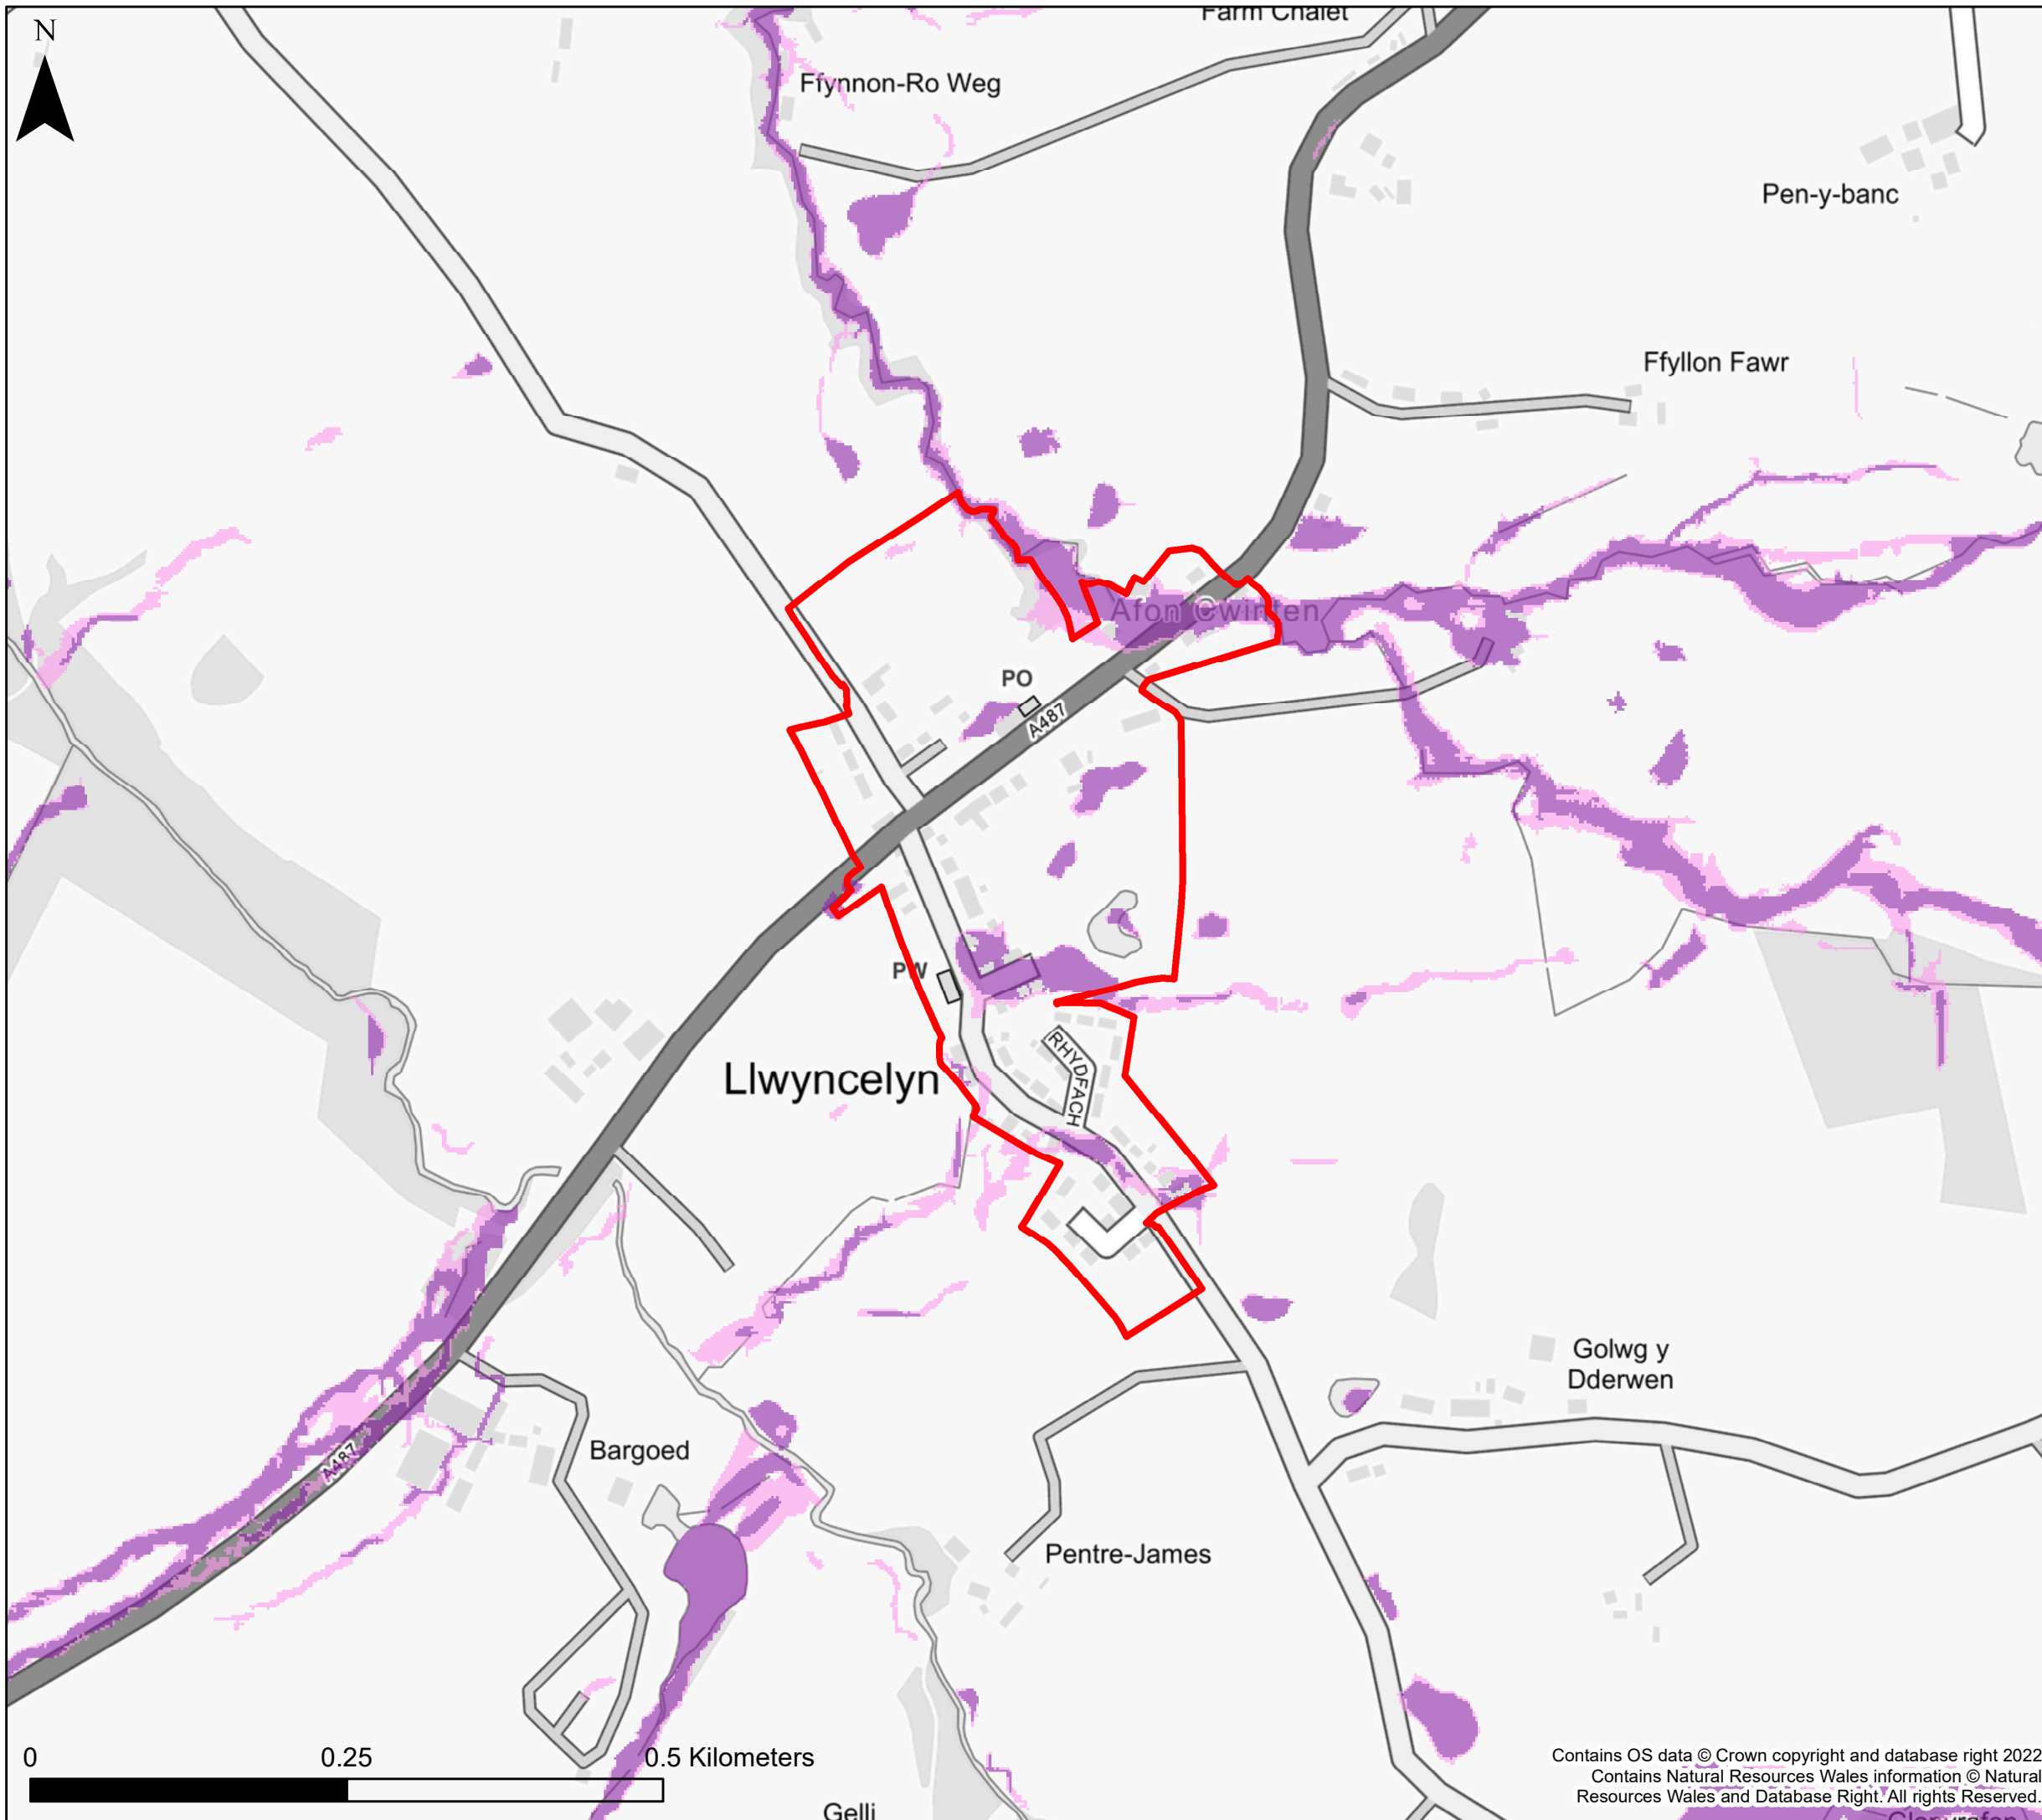 Farm Chalet
N
Ffynnon-Ro Weg
Pen-y-banc
Ffyllon Fawr
Afon Cwinten
PO
A487
PW
RHYDFACH
Llwyncelyn
Golwg y
Dderwen
Bargoed
A487
Pentre-James
0 0.25 0.5 Kilometers
Gelli
Contains OS data © Crown copyright and database right 2022
Contains Natural Resources Wales information © Natural
Resources Wales and Database Right. All rights Reserved.